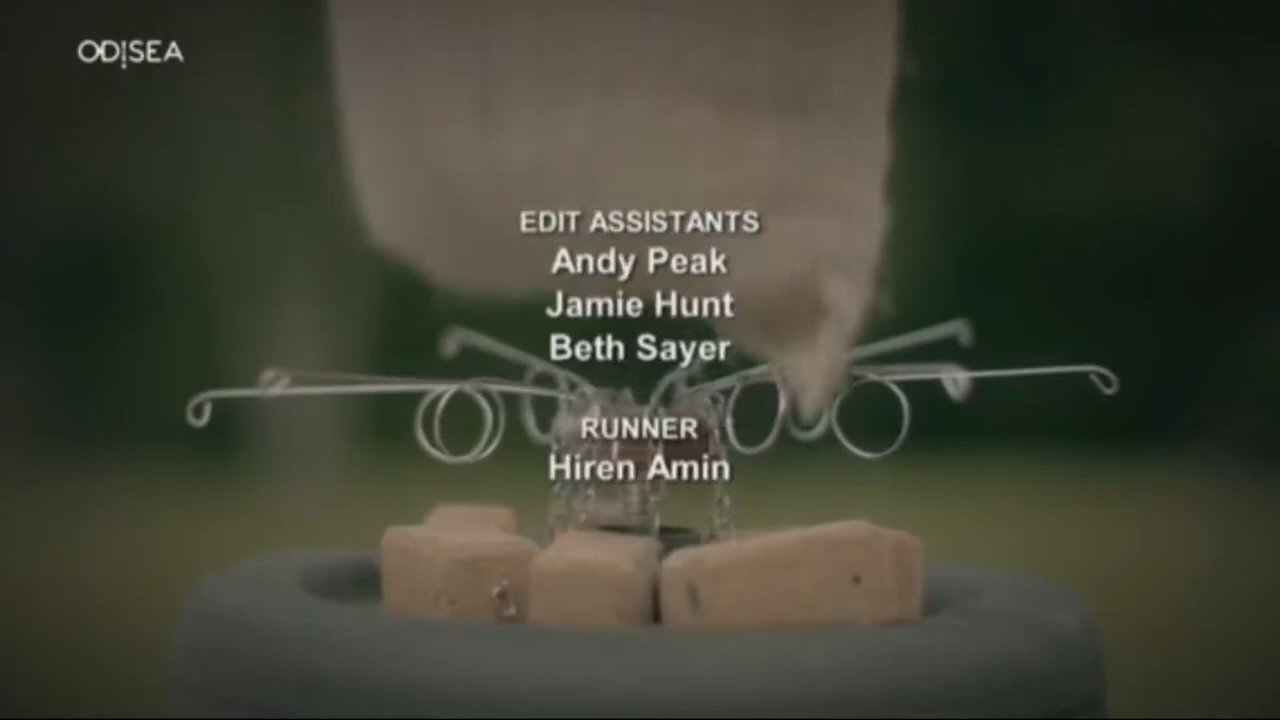 ODISEA
EDIT ASSISTANTS
Andy Peak
Jamie Hunt
Beth Sayer
RUNNER
Hiren Amin